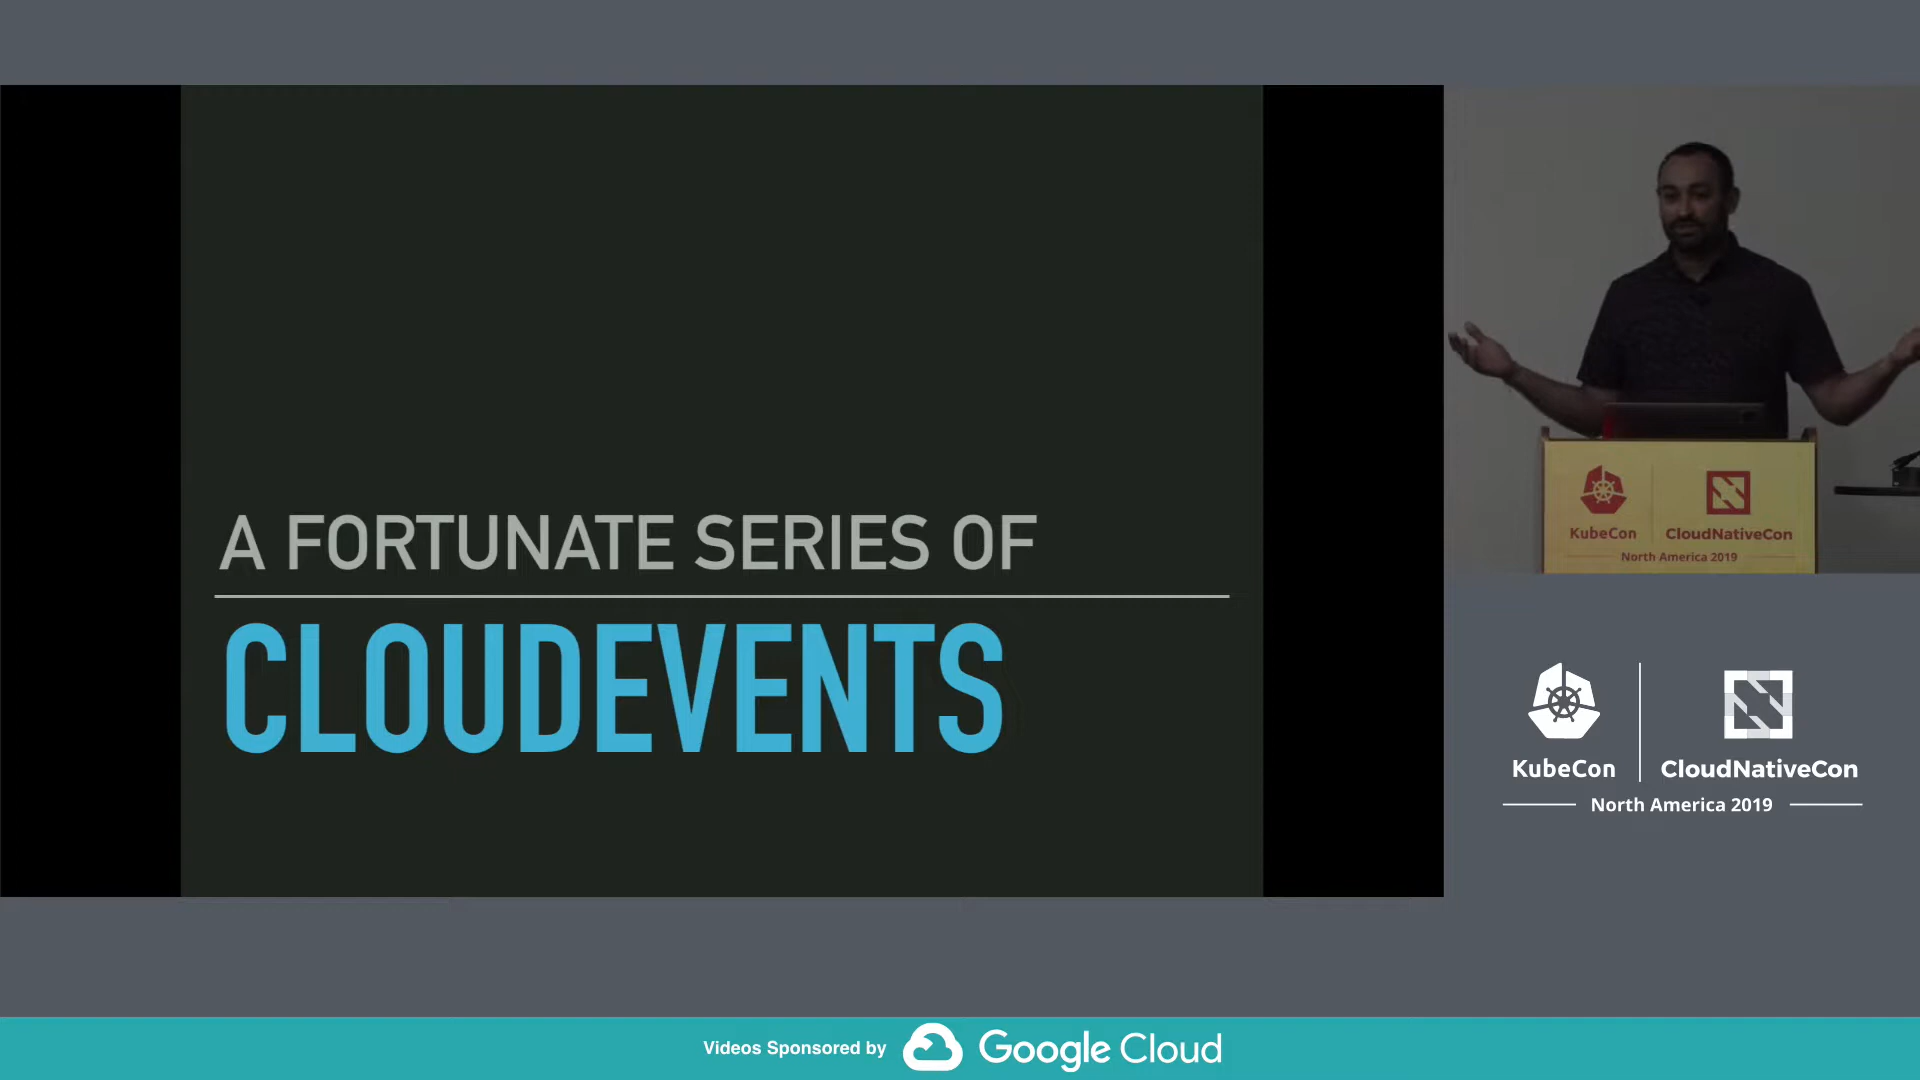 A FORTUNATE SERIES OF
CLOUDEVENTS
KubeCon
CloudNativeCon
North America 2019
KubeCon
CloudNativeCon
North America 2019
Videos Sponsored by
Google Cloud